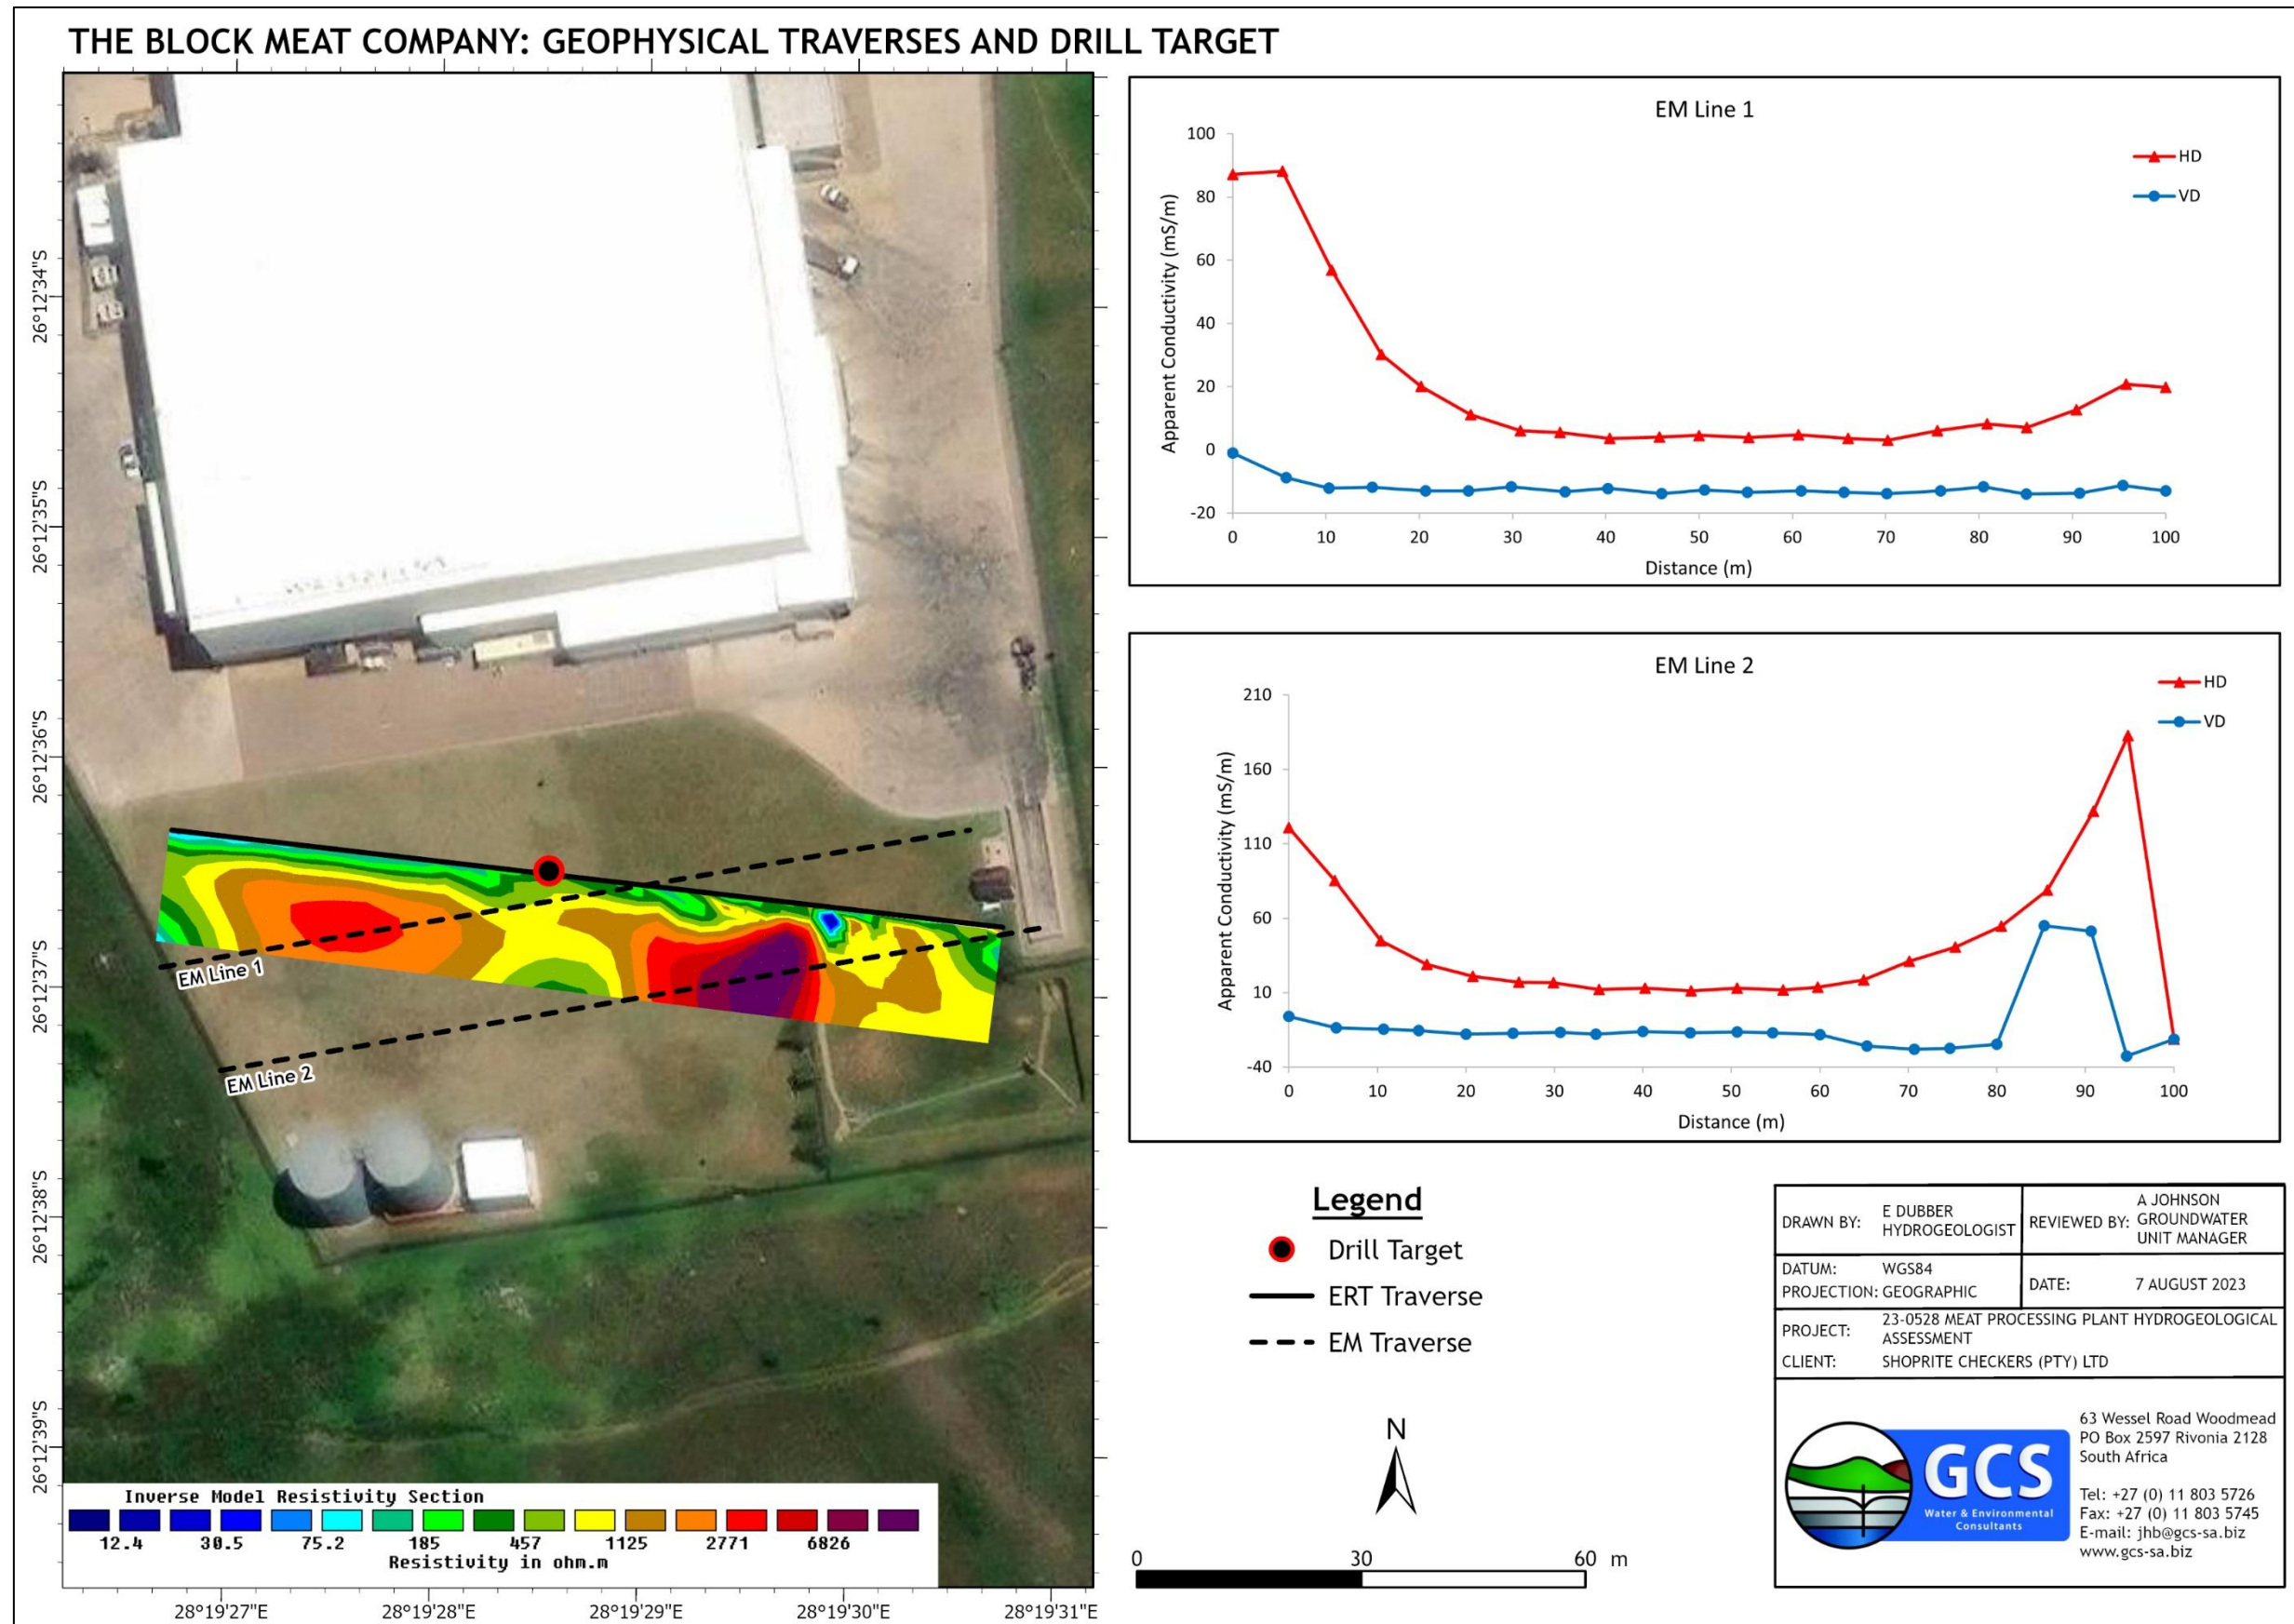 THE BLOCK MEAT COMPANY: GEOPHYSICAL TRAVERSES AND DRILL TARGET
26°12'34"S
26°12'35"S
26°12'36"S
26°12'37"S
26°12'38"S
26°12'39"S
EM Line 1
EM Line 2
Inverse Model Resistivity Section
12.4 30.5 75.2 185 457 1125 2771 6826
Resistivity in ohm.m
28°19'27"E 28°19'28"E 28°19'29"E 28°19'30"E 28°19'31"E
EM Line 1
HD
VD
Apparent Conductivity (mS/m)
100
80
60
40
20
0
-20
0 10 20 30 40 50 60 70 80 90 100
Distance (m)
EM Line 2
HD
VD
Apparent Conductivity (mS/m)
210
160
110
60
10
-40
0 10 20 30 40 50 60 70 80 90 100
Distance (m)
Legend
Drill Target
ERT Traverse
EM Traverse
N
0 30 60 m
DRAWN BY: E DUBBER
HYDROGEOLOGIST
REVIEWED BY: A JOHNSON
GROUNDWATER
UNIT MANAGER
DATUM: WGS84
PROJECTION: GEOGRAPHIC
DATE: 7 AUGUST 2023
PROJECT: 23-0528 MEAT PROCESSING PLANT HYDROGEOLOGICAL
ASSESSMENT
CLIENT: SHOPRITE CHECKERS (PTY) LTD
GCS
Water & Environmental
Consultants
63 Wessel Road Woodmead
PO Box 2597 Rivonia 2128
South Africa
Tel: +27 (0) 11 803 5726
Fax: +27 (0) 11 803 5745
E-mail: jhb@gcs-sa.biz
www.gcs-sa.biz